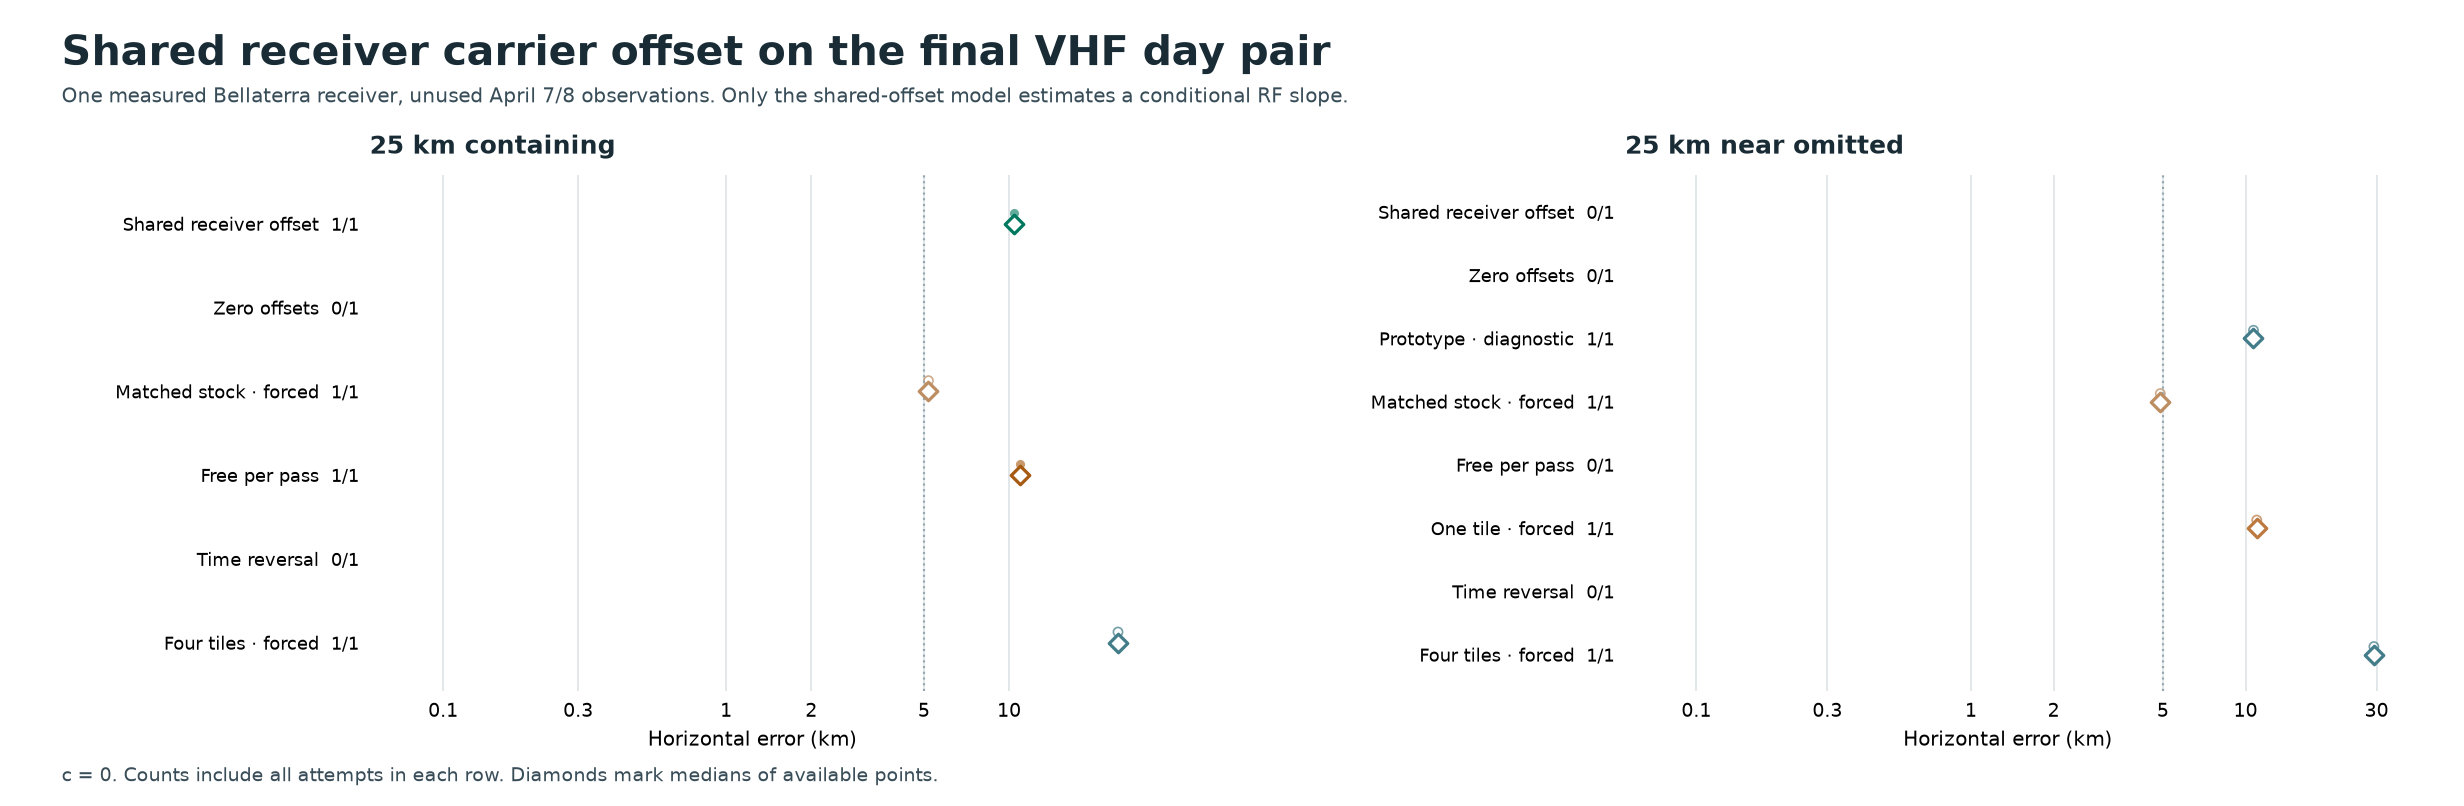 Shared receiver carrier offset on the final VHF day pair
One measured Bellaterra receiver, unused April 7/8 observations. Only the shared-offset model estimates a conditional RF slope.
25 km containing
Shared receiver offset 1/1
Zero offsets 0/1
Matched stock · forced 1/1
Free per pass 1/1
Time reversal 0/1
Four tiles · forced 1/1
0.1 0.3 1 2 5 10
Horizontal error (km)
25 km near omitted
Shared receiver offset 0/1
Zero offsets 0/1
Prototype · diagnostic 1/1
Matched stock · forced 1/1
Free per pass 0/1
One tile · forced 1/1
Time reversal 0/1
Four tiles · forced 1/1
0.1 0.3 1 2 5 10 30
Horizontal error (km)
c = 0. Counts include all attempts in each row. Diamonds mark medians of available points.